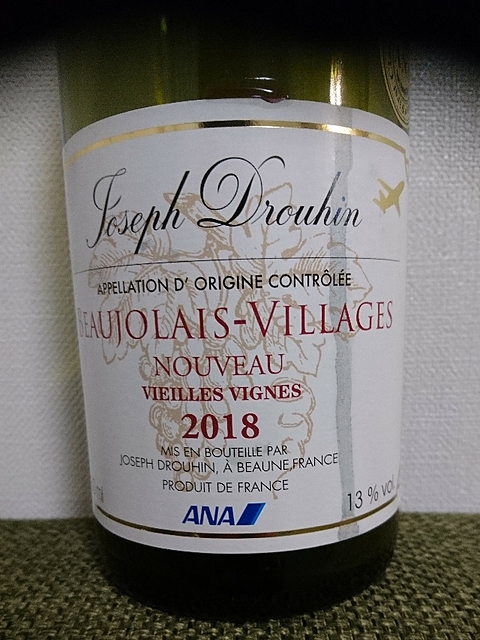 Joseph Drouhin
APPELLATION D' ORIGINE CONTRÔLÉE
BEAUJOLAIS-VILLAGES
NOUVEAU
VIEILLES VIGNES
2018
MIS EN BOUTEILLE PAR
JOSEPH DROUHIN, À BEAUNE, FRANCE
PRODUIT DE FRANCE
13 % vol
ANA